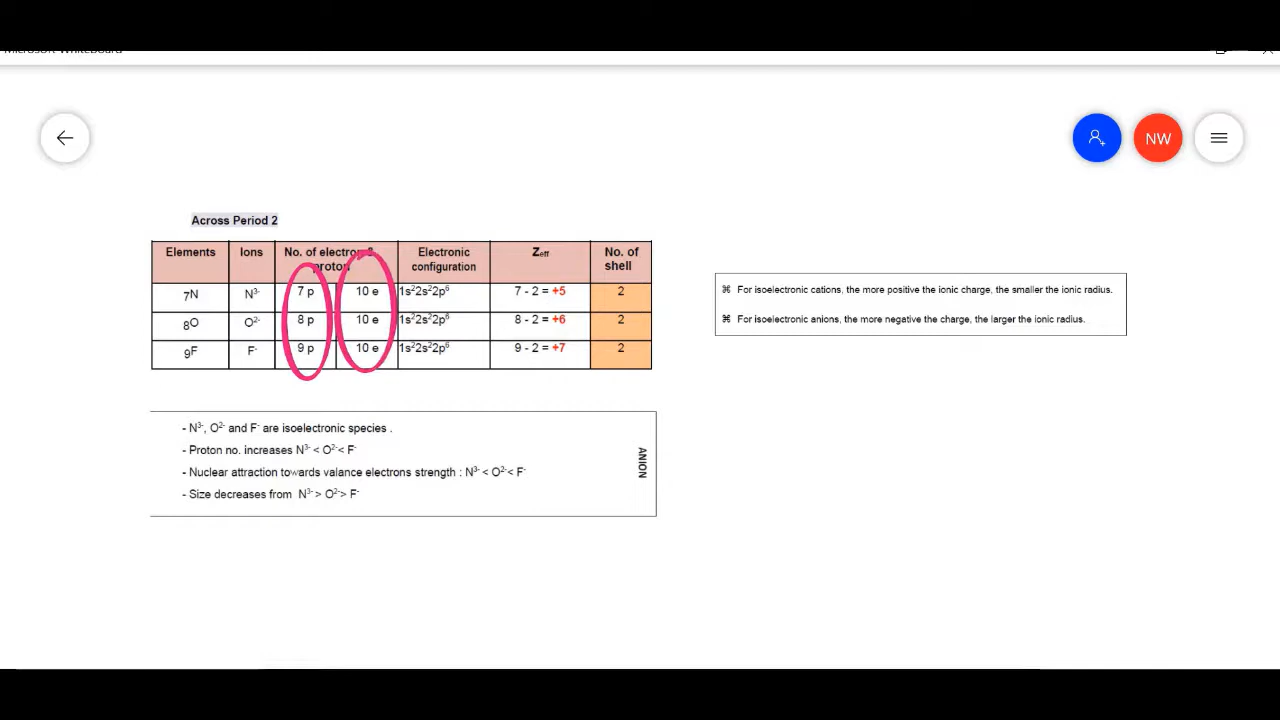 Microsoft Whiteboard
NW
Across Period 2
Elements Ions No. of electron & proton Electronic configuration Zeff No. of shell
7N N³⁻ 7 p 10 e 1s²2s²2p⁶ 7 - 2 = +5 2
8O O²⁻ 8 p 10 e 1s²2s²2p⁶ 8 - 2 = +6 2
9F F⁻ 9 p 10 e 1s²2s²2p⁶ 9 - 2 = +7 2
⌘ For isoelectronic cations, the more positive the ionic charge, the smaller the ionic radius.
⌘ For isoelectronic anions, the more negative the charge, the larger the ionic radius.
- N³⁻, O²⁻ and F⁻ are isoelectronic species .
- Proton no. increases N³⁻ < O²⁻< F⁻
- Nuclear attraction towards valance electrons strength : N³⁻ < O²⁻< F⁻
- Size decreases from N³⁻ > O²⁻> F⁻
ANION